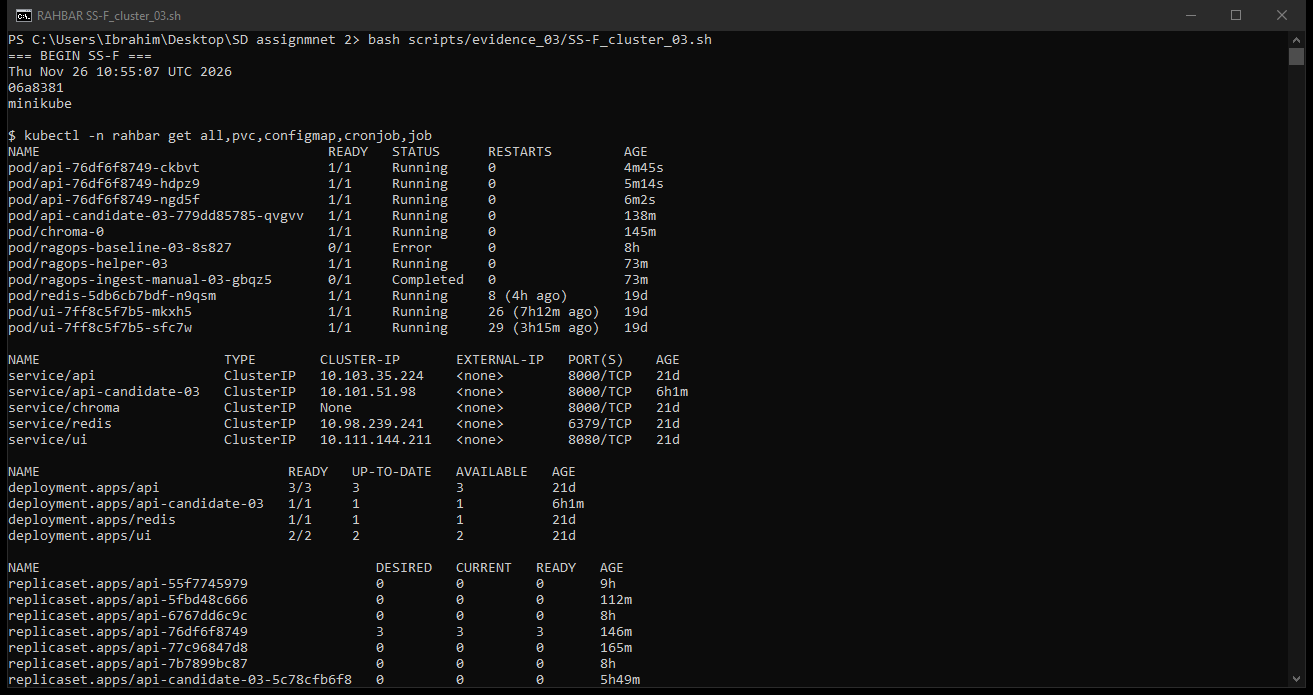 RAHBAR SS-F_cluster_03.sh
PS C:\Users\Ibrahim\Desktop\SD assignmnet 2> bash scripts/evidence_03/SS-F_cluster_03.sh
=== BEGIN SS-F ===
Thu Nov 26 10:55:07 UTC 2026
06a8381
minikube
$ kubectl -n rahbar get all,pvc,configmap,cronjob,job
NAME READY STATUS RESTARTS AGE
pod/api-76df6f8749-ckbvt 1/1 Running 0 4m45s
pod/api-76df6f8749-hdpz9 1/1 Running 0 5m14s
pod/api-76df6f8749-ngd5f 1/1 Running 0 6m2s
pod/api-candidate-03-779dd85785-qvgvv 1/1 Running 0 138m
pod/chroma-0 1/1 Running 0 145m
pod/ragops-baseline-03-8s827 0/1 Error 0 8h
pod/ragops-helper-03 1/1 Running 0 73m
pod/ragops-ingest-manual-03-gbqz5 0/1 Completed 0 73m
pod/redis-5db6cb7bdf-n9qsm 1/1 Running 8 (4h ago) 19d
pod/ui-7ff8c5f7b5-mkxh5 1/1 Running 26 (7h12m ago) 19d
pod/ui-7ff8c5f7b5-sfc7w 1/1 Running 29 (3h15m ago) 19d
NAME TYPE CLUSTER-IP EXTERNAL-IP PORT(S) AGE
service/api ClusterIP 10.103.35.224 <none> 8000/TCP 21d
service/api-candidate-03 ClusterIP 10.101.51.98 <none> 8000/TCP 6h1m
service/chroma ClusterIP None <none> 8000/TCP 21d
service/redis ClusterIP 10.98.239.241 <none> 6379/TCP 21d
service/ui ClusterIP 10.111.144.211 <none> 8080/TCP 21d
NAME READY UP-TO-DATE AVAILABLE AGE
deployment.apps/api 3/3 3 3 21d
deployment.apps/api-candidate-03 1/1 1 1 6h1m
deployment.apps/redis 1/1 1 1 21d
deployment.apps/ui 2/2 2 2 21d
NAME DESIRED CURRENT READY AGE
replicaset.apps/api-55f7745979 0 0 0 9h
replicaset.apps/api-5fbd48c666 0 0 0 112m
replicaset.apps/api-6767dd6c9c 0 0 0 8h
replicaset.apps/api-76df6f8749 3 3 3 146m
replicaset.apps/api-77c96847d8 0 0 0 165m
replicaset.apps/api-7b7899bc87 0 0 0 8h
replicaset.apps/api-candidate-03-5c78cfb6f8 0 0 0 5h49m